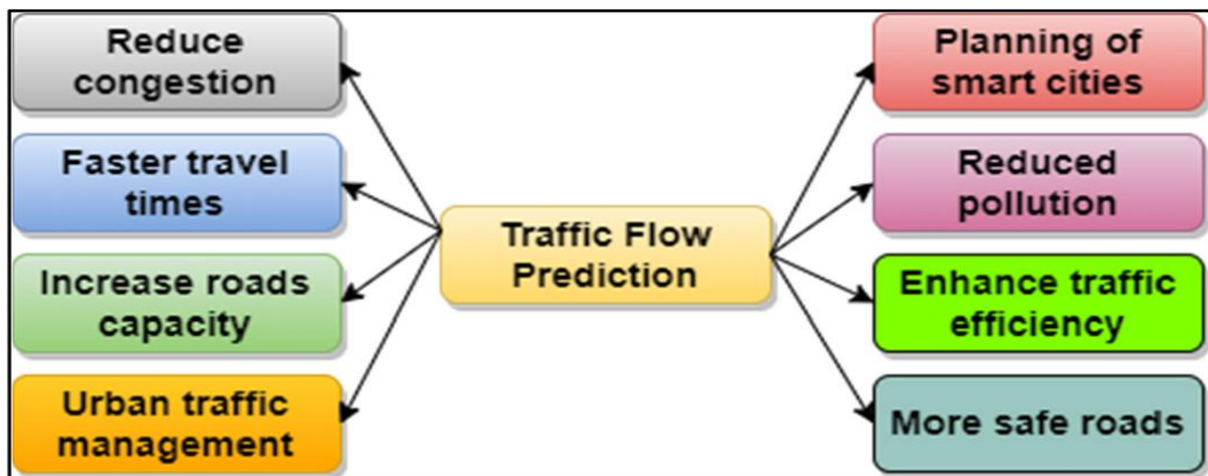 Reduce
congestion
Faster travel
times
Increase roads
capacity
Urban traffic
management
Traffic Flow
Prediction
Planning of
smart cities
Reduced
pollution
Enhance traffic
efficiency
More safe roads